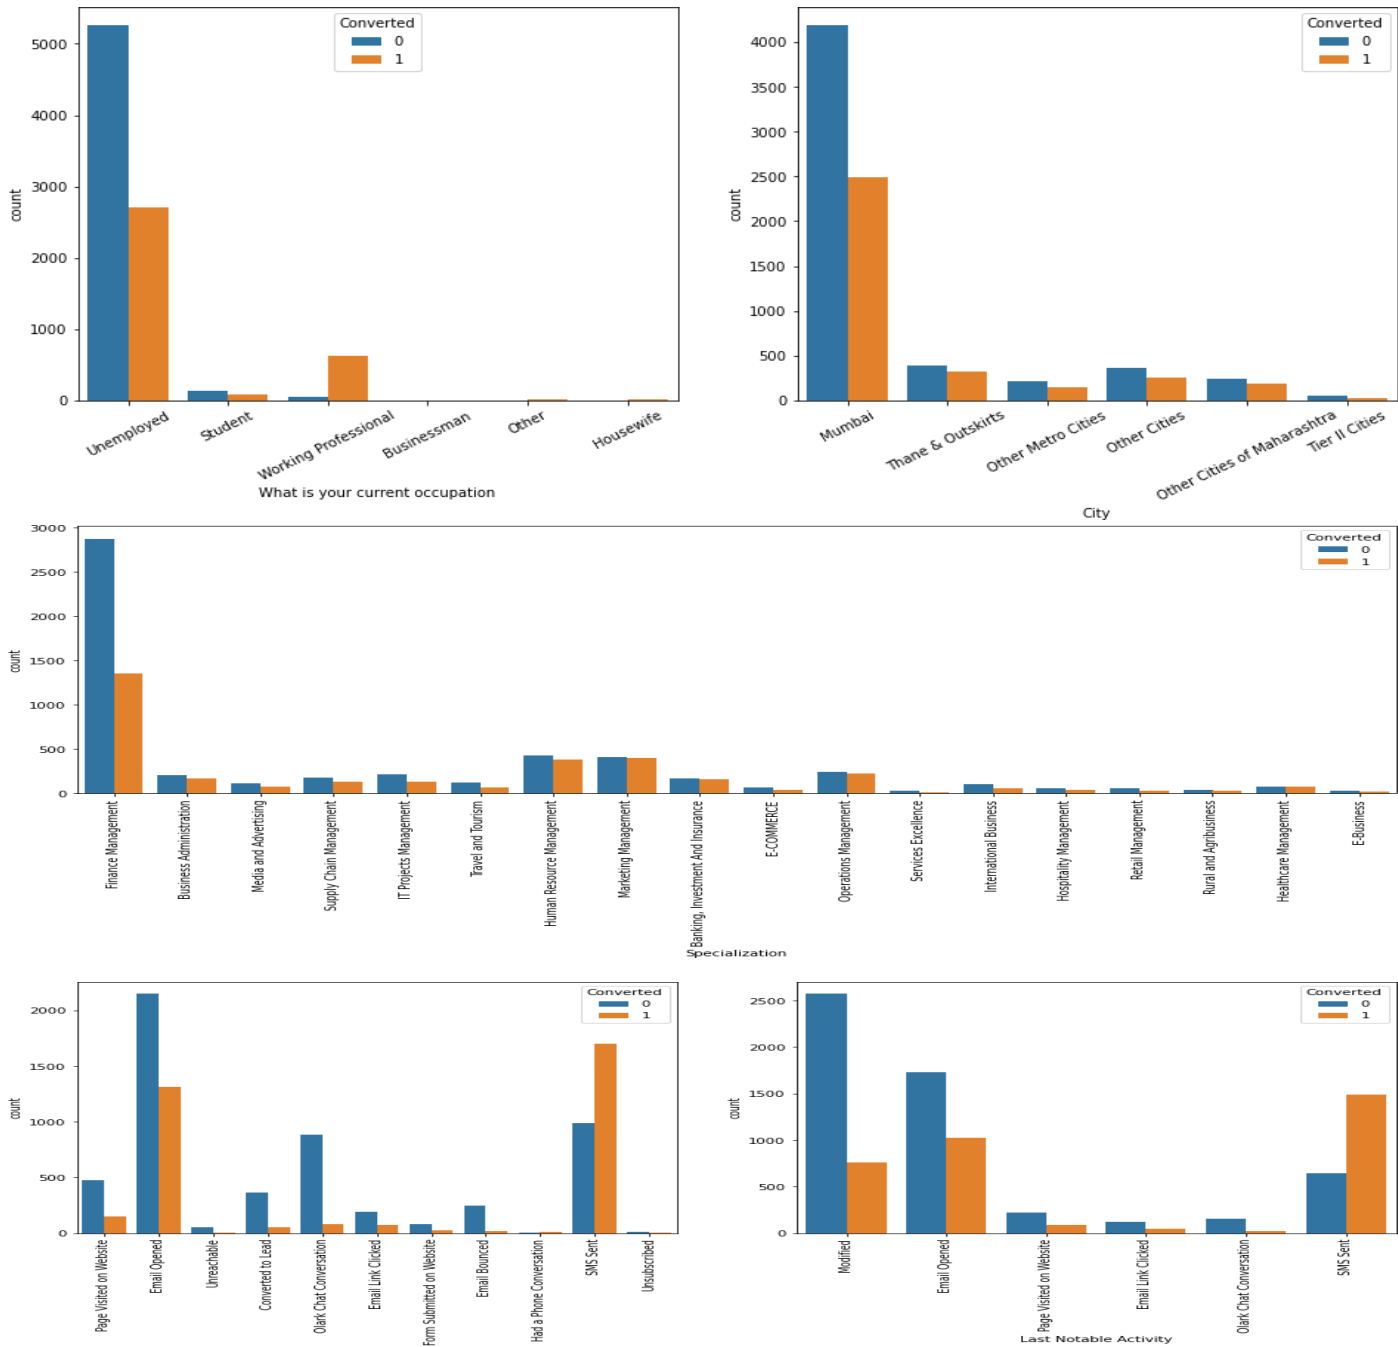 Converted
0
1
5000
4000
3000
2000
1000
0
count
Unemployed
Student
Working Professional
Businessman
Other
Housewife
What is your current occupation
Converted
0
1
4000
3500
3000
2500
2000
1500
1000
500
0
count
Mumbai
Thane & Outskirts
Other Metro Cities
Other Cities
Other Cities of Maharashtra
Tier II Cities
City
Converted
0
1
3000
2500
2000
1500
1000
500
0
count
Finance Management
Business Administration
Media and Advertising
Supply Chain Management
IT Projects Management
Travel and Tourism
Human Resource Management
Marketing Management
Banking, Investment And Insurance
E-COMMERCE
Operations Management
Services Excellence
International Business
Hospitality Management
Retail Management
Rural and Agribusiness
Healthcare Management
E-Business
Specialization
Converted
0
1
2000
1500
1000
500
0
count
Page Visited on Website
Email Opened
Unreachable
Converted to Lead
Olark Chat Conversation
Email Link Clicked
Form Submitted on Website
Email Bounced
Had a Phone Conversation
SMS Sent
Unsubscribed
Converted
0
1
2500
2000
1500
1000
500
0
count
Modified
Email Opened
Page Visited on Website
Email Link Clicked
Olark Chat Conversation
SMS Sent
Last Notable Activity